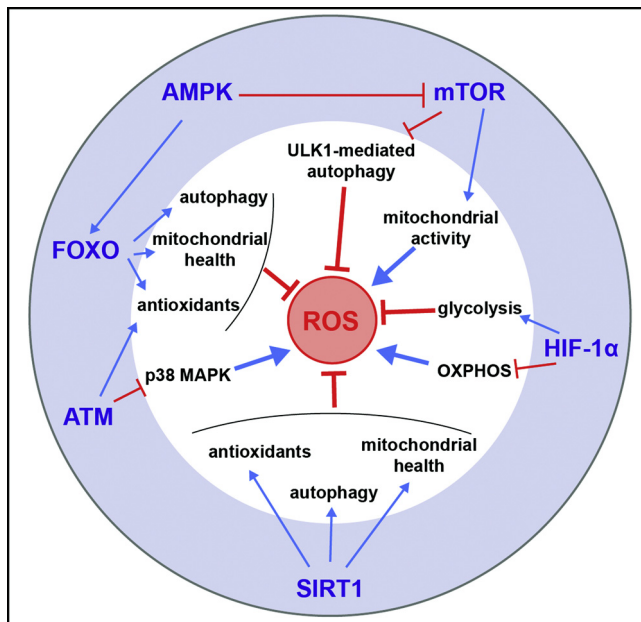 AMPK
mTOR
ULK1-mediated
autophagy
autophagy
mitochondrial
activity
FOXO
mitochondrial
health
antioxidants
ROS
glycolysis
HIF-1α
p38 MAPK
OXPHOS
ATM
antioxidants
mitochondrial
health
autophagy
SIRT1